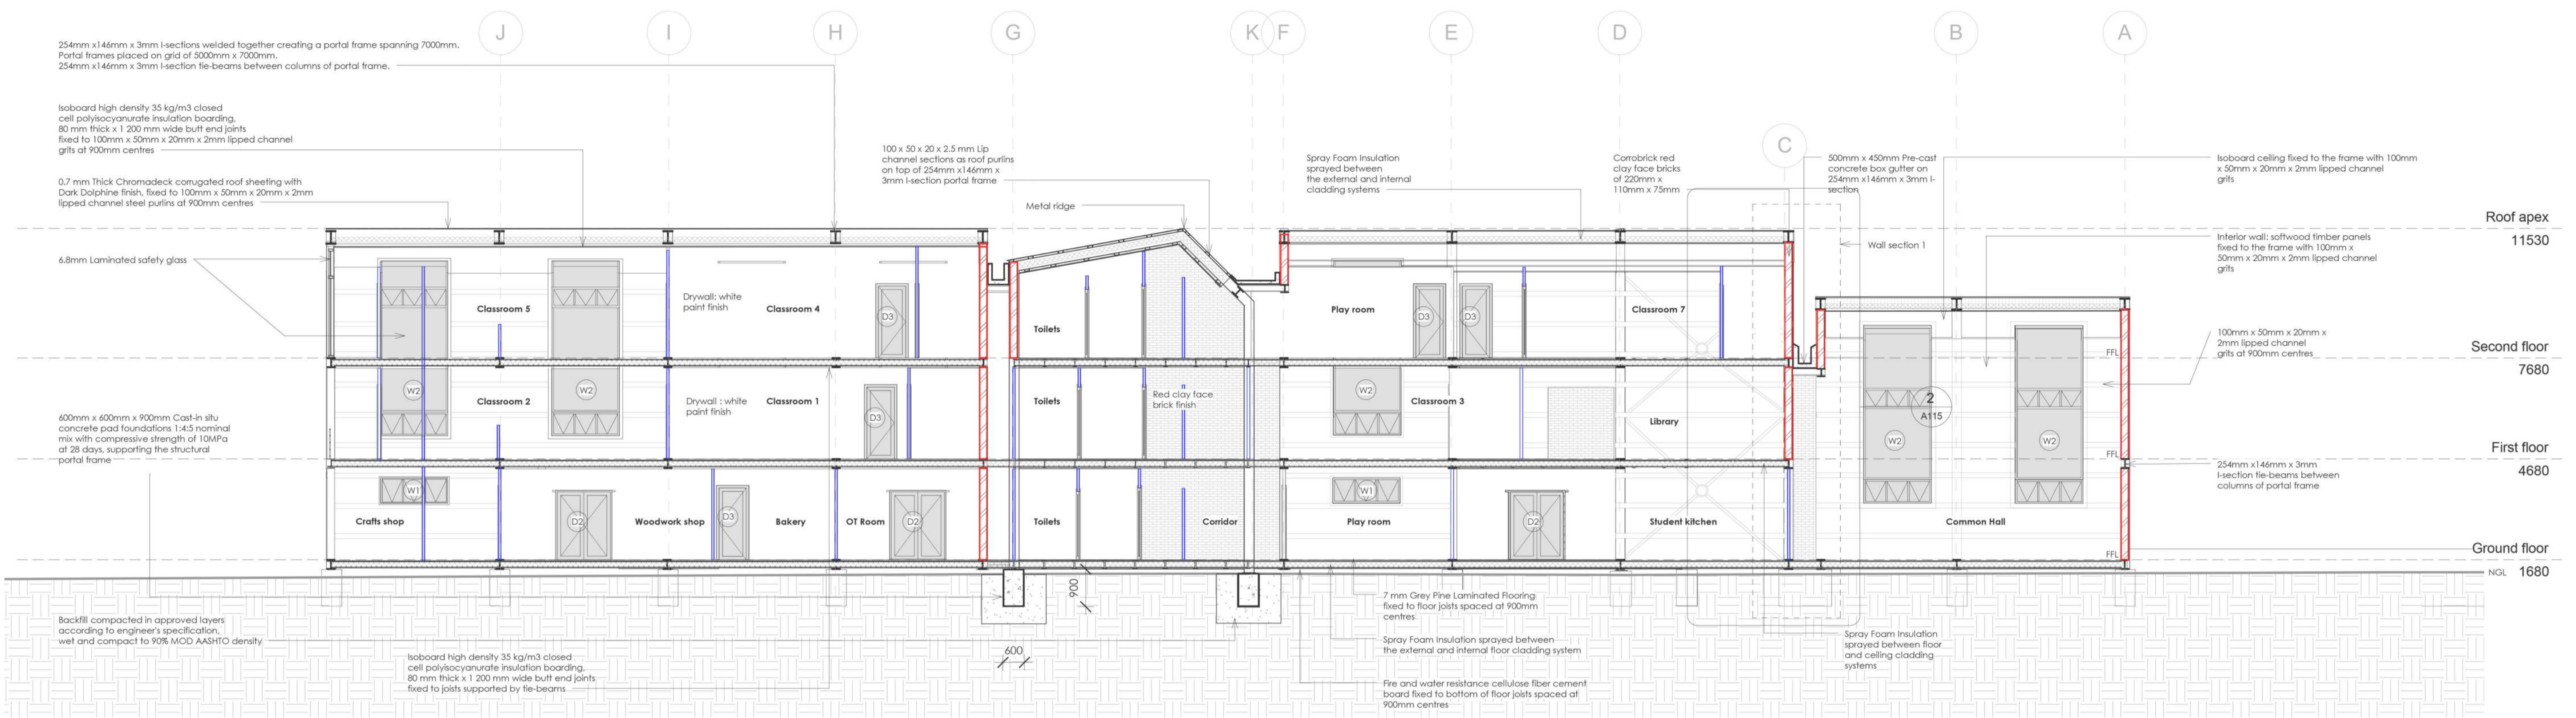 J
I
H
G
K
F
E
D
C
B
A
254mm x146mm x 3mm I-sections welded together creating a portal frame spanning 7000mm.
Portal frames placed on grid of 5000mm x 7000mm.
254mm x146mm x 3mm I-section tie-beams between columns of portal frame.
Isoboard high density 35 kg/m3 closed
cell polyisocyanurate insulation boarding,
80 mm thick x 1 200 mm wide butt end joints
fixed to 100mm x 50mm x 20mm x 2mm lipped channel
grits at 900mm centres
0.7 mm Thick Chromadeck corrugated roof sheeting with
Dark Dolphine finish, fixed to 100mm x 50mm x 20mm x 2mm
lipped channel steel purlins at 900mm centres
6.8mm Laminated safety glass
600mm x 600mm x 900mm Cast-in situ
concrete pad foundations 1:4:5 nominal
mix with compressive strength of 10MPa
at 28 days, supporting the structural
portal frame
Backfill compacted in approved layers
according to engineer's specification,
wet and compact to 90% MOD AASHTO density
Isoboard high density 35 kg/m3 closed
cell polyisocyanurate insulation boarding,
80 mm thick x 1 200 mm wide butt end joints
fixed to joists supported by tie-beams
100 x 50 x 20 x 2.5 mm Lip
channel sections as roof purlins
on top of 254mm x146mm x
3mm I-section portal frame
Metal ridge
Spray Foam Insulation
sprayed between
the external and internal
cladding systems
Corrobrick red
clay face bricks
of 220mm x
110mm x 75mm
500mm x 450mm Pre-cast
concrete box gutter on
254mm x146mm x 3mm I-
section
Isoboard ceiling fixed to the frame with 100mm
x 50mm x 20mm x 2mm lipped channel
grits
Wall section 1
Interior wall: softwood timber panels
fixed to the frame with 100mm x
50mm x 20mm x 2mm lipped channel
grits
100mm x 50mm x 20mm x
2mm lipped channel
grits at 900mm centres
254mm x146mm x 3mm
I-section tie-beams between
columns of portal frame
Roof apex
11530
Second floor
7680
First floor
4680
Ground floor
NGL 1680
Classroom 5
Drywall: white
paint finish
Classroom 4
D3
Toilets
Play room
D3
D3
Classroom 7
FFL
W2
Classroom 2
W2
Drywall : white
paint finish
Classroom 1
D3
Toilets
Red clay face
brick finish
W2
Classroom 3
Library
2
A115
W2
W2
FFL
W1
Crafts shop
D2
Woodwork shop
D3
Bakery
OT Room
D2
Toilets
Corridor
W1
Play room
D2
Student kitchen
Common Hall
FFL
900
600
7 mm Grey Pine Laminated Flooring
fixed to floor joists spaced at 900mm
centres
Spray Foam Insulation sprayed between
the external and internal floor cladding system
Fire and water resistance cellulose fiber cement
board fixed to bottom of floor joists spaced at
900mm centres
Spray Foam Insulation
sprayed between floor
and ceiling cladding
systems